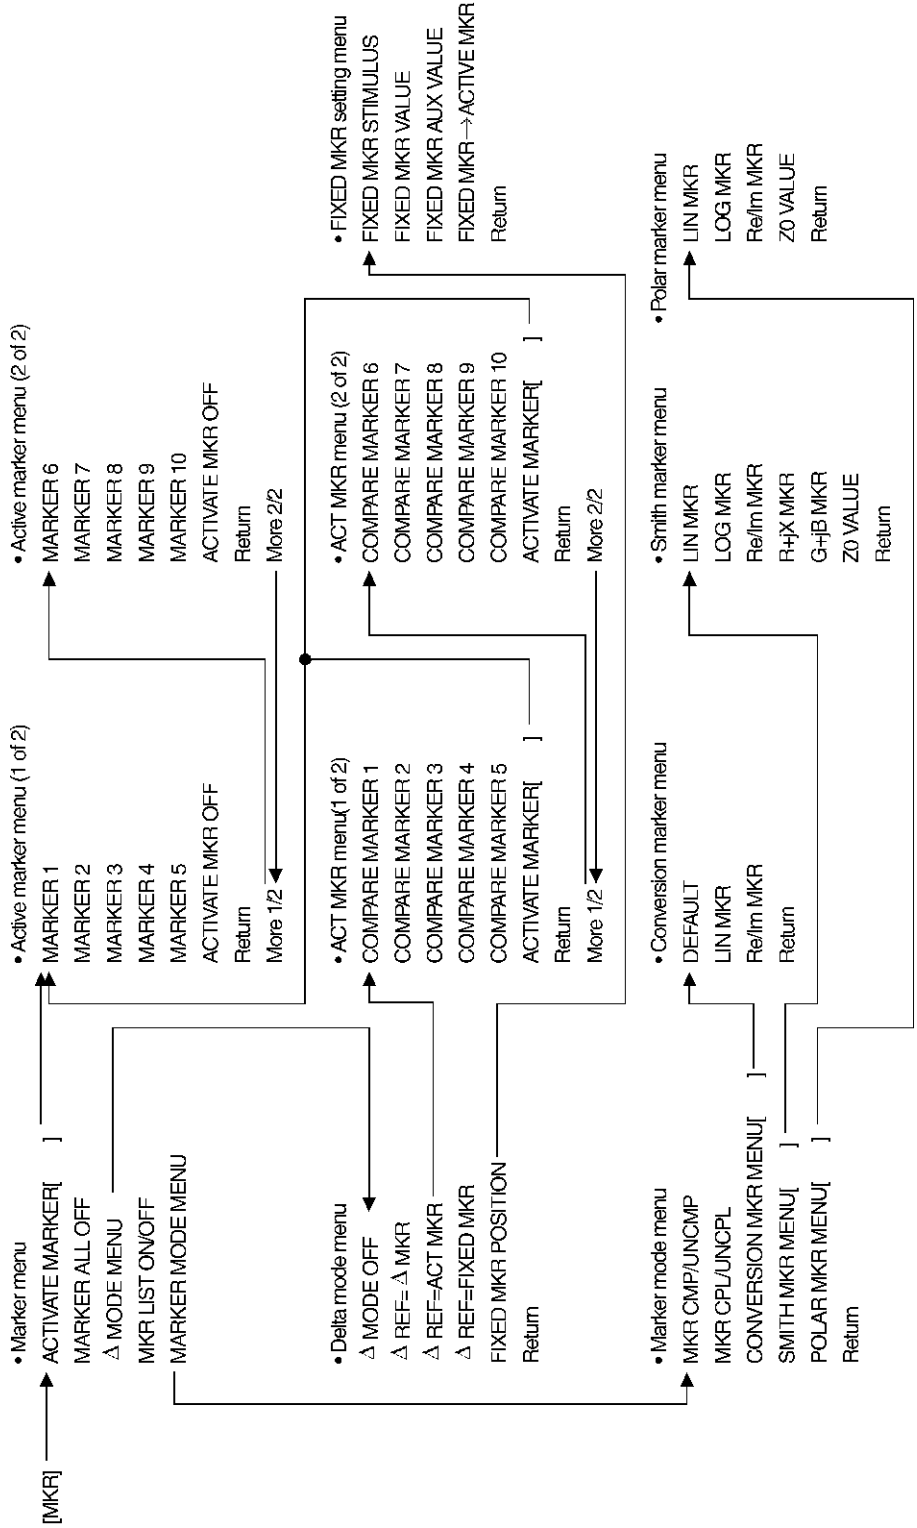 [MKR]
• Marker menu
ACTIVATE MARKER[ ]
MARKER ALL OFF
Δ MODE MENU
MKR LIST ON/OFF
MARKER MODE MENU
• Active marker menu (1 of 2)
MARKER 1
MARKER 2
MARKER 3
MARKER 4
MARKER 5
ACTIVATE MKR OFF
Return
More 1/2
• Active marker menu (2 of 2)
MARKER 6
MARKER 7
MARKER 8
MARKER 9
MARKER 10
ACTIVATE MKR OFF
Return
More 2/2
• Delta mode menu
Δ MODE OFF
Δ REF= Δ MKR
Δ REF=ACT MKR
Δ REF=FIXED MKR
FIXED MKR POSITION
Return
• ACT MKR menu(1 of 2)
COMPARE MARKER 1
COMPARE MARKER 2
COMPARE MARKER 3
COMPARE MARKER 4
COMPARE MARKER 5
ACTIVATE MARKER[ ]
Return
More 1/2
• ACT MKR menu (2 of 2)
COMPARE MARKER 6
COMPARE MARKER 7
COMPARE MARKER 8
COMPARE MARKER 9
COMPARE MARKER 10
ACTIVATE MARKER[ ]
Return
More 2/2
• FIXED MKR setting menu
FIXED MKR STIMULUS
FIXED MKR VALUE
FIXED MKR AUX VALUE
FIXED MKR→ACTIVE MKR
Return
• Marker mode menu
MKR CMP/UNCMP
MKR CPL/UNCPL
CONVERSION MKR MENU[ ]
SMITH MKR MENU[ ]
POLAR MKR MENU[ ]
Return
• Conversion marker menu
DEFAULT
LIN MKR
Re/Im MKR
Return
• Smith marker menu
LIN MKR
LOG MKR
Re/Im MKR
R+jX MKR
G+jB MKR
Z0 VALUE
Return
• Polar marker menu
LIN MKR
LOG MKR
Re/Im MKR
Z0 VALUE
Return